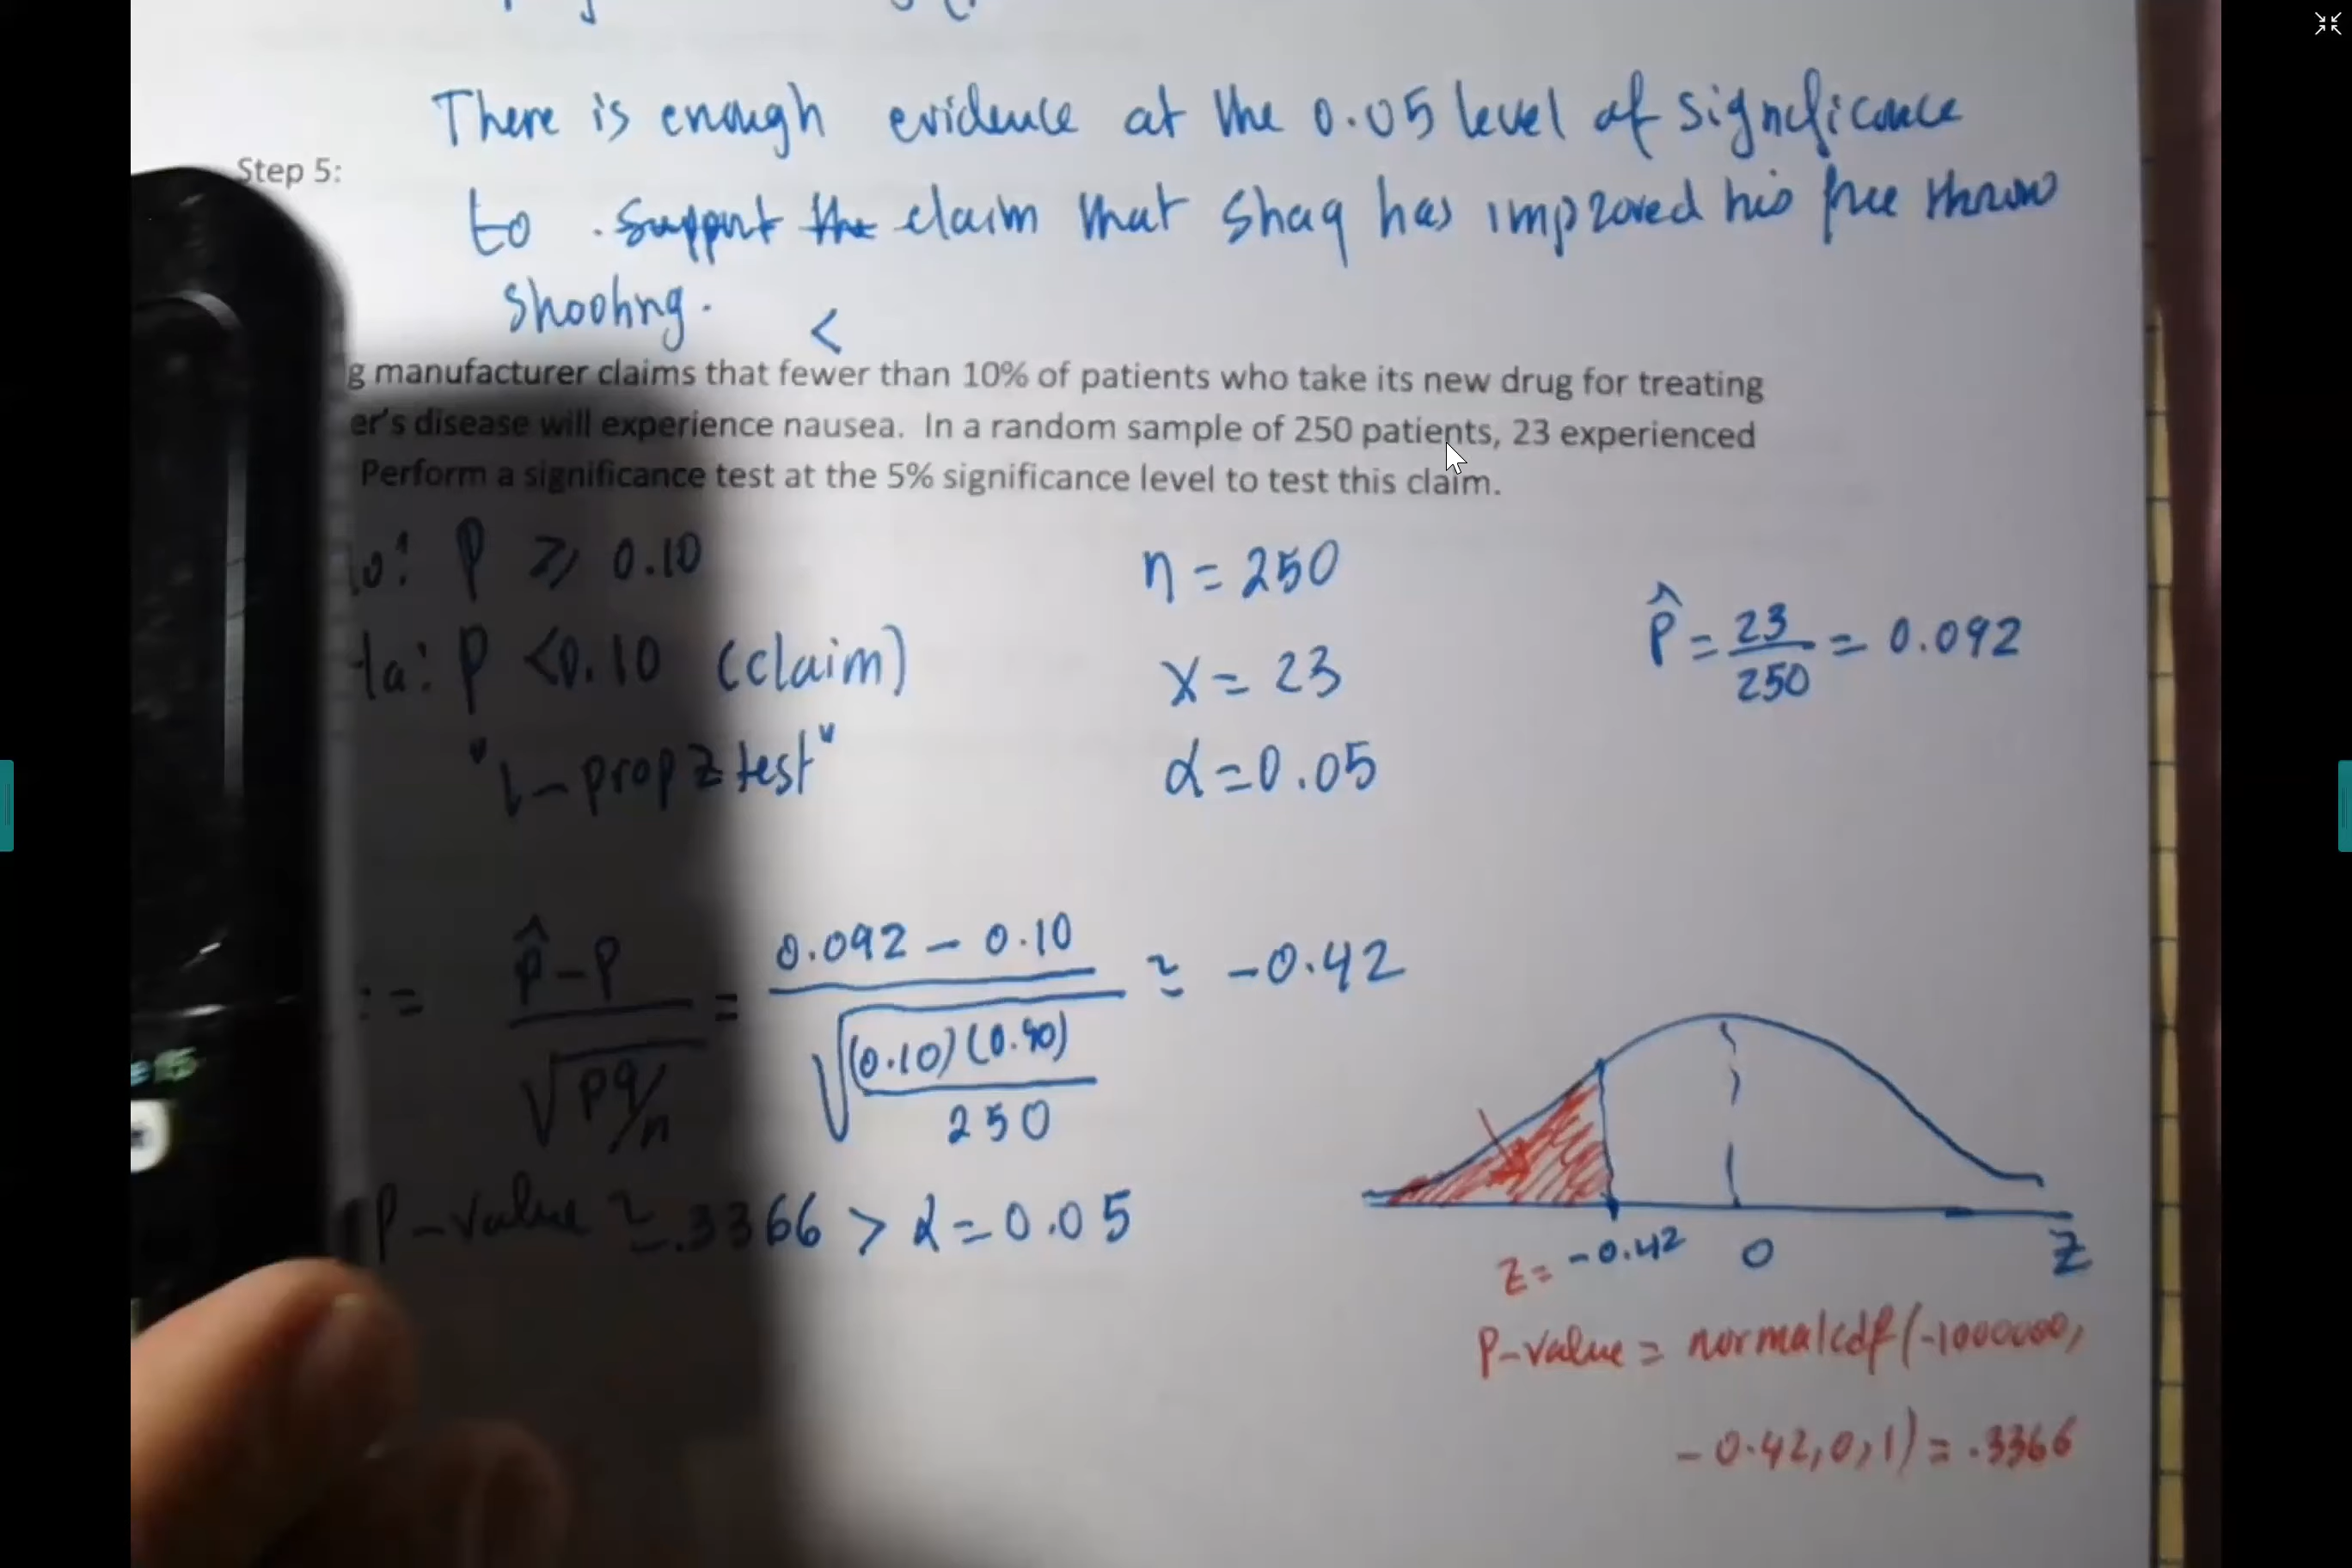 There is enough evidence at the 0.05 level of significance
Step 5:
to support the claim that Shaq has improved his free throw
shooting.
<
g manufacturer claims that fewer than 10% of patients who take its new drug for treating
er's disease will experience nausea. In a random sample of 250 patients, 23 experienced
Perform a significance test at the 5% significance level to test this claim.
o: P ≥ 0.10
n = 250
p̂ = 23/250 = 0.092
Ha: P < 0.10 (claim)
x = 23
"1-prop z test"
α = 0.05
= p̂ - p / √pq/n = 0.092 - 0.10 / √(0.10)(0.90)/250 ≃ -0.42
P-value ≃ .3366 > α = 0.05
z = -0.42 0 z
P-value = normalcdf(-1000000,
-0.42, 0, 1) = .3366